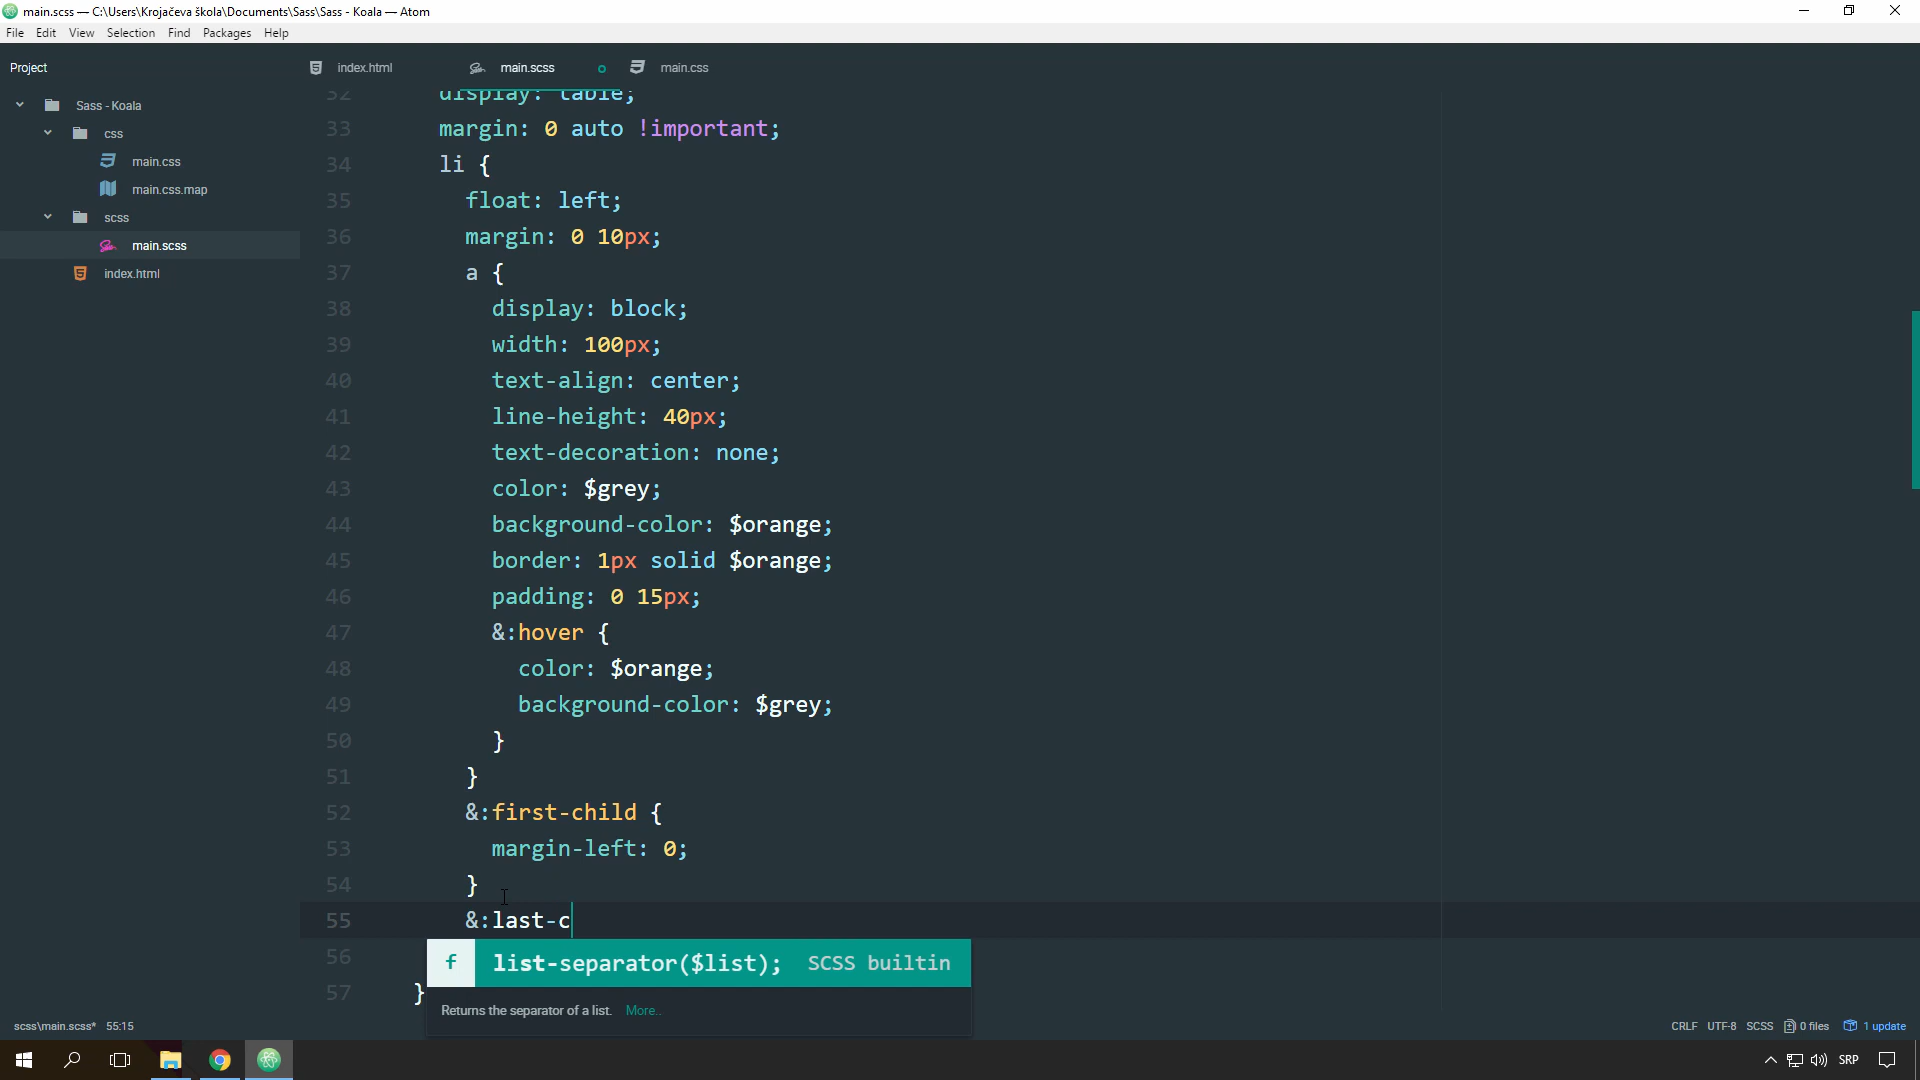 main.scss — C:\Users\Krojačeva škola\Documents\Sass\Sass - Koala — Atom
File Edit View Selection Find Packages Help
Project
index.html main.scss main.css
Sass - Koala
css
main.css
main.css.map
scss
main.scss
index.html
32 display: table;
33 margin: 0 auto !important;
34 li {
35 float: left;
36 margin: 0 10px;
37 a {
38 display: block;
39 width: 100px;
40 text-align: center;
41 line-height: 40px;
42 text-decoration: none;
43 color: $grey;
44 background-color: $orange;
45 border: 1px solid $orange;
46 padding: 0 15px;
47 &:hover {
48 color: $orange;
49 background-color: $grey;
50 }
51 }
52 &:first-child {
53 margin-left: 0;
54 }
55 &:last-c
56
57 }
f list-separator($list); SCSS builtin
Returns the separator of a list. More..
scss\main.scss* 55:15 CRLF UTF-8 SCSS 0 files 1 update
SRP